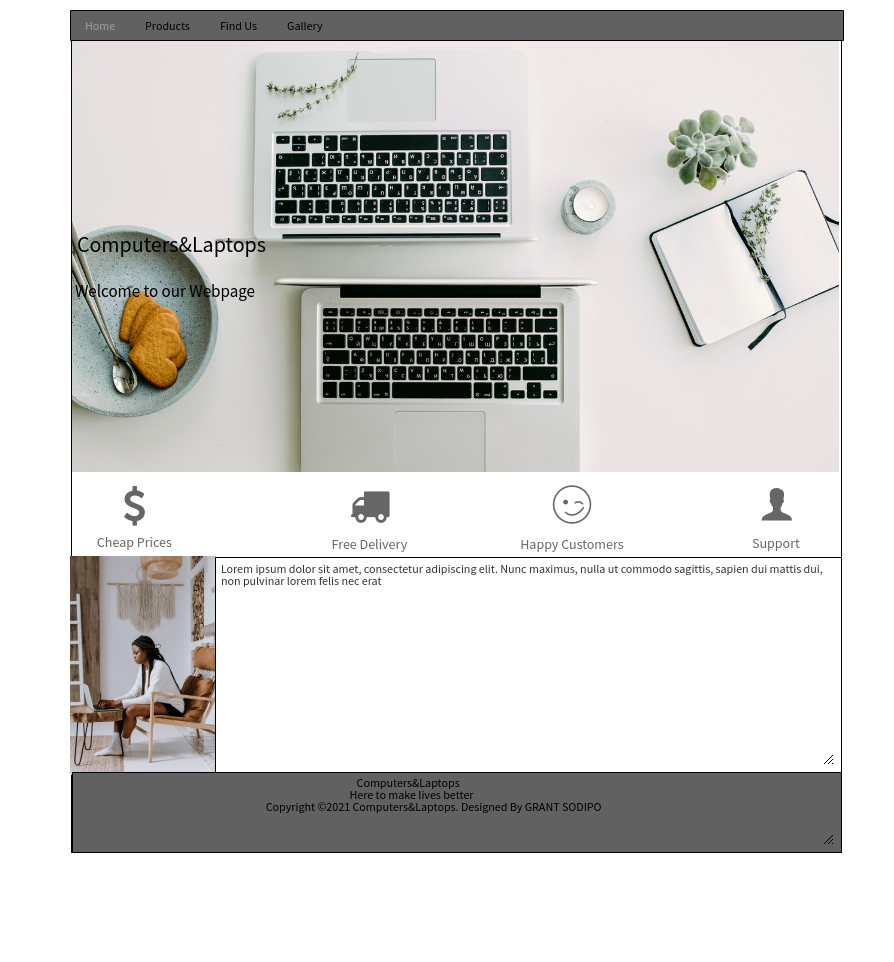 Home Products Find Us Gallery
Computers&Laptops
Welcome to our Webpage
Cheap Prices Free Delivery Happy Customers Support
Lorem ipsum dolor sit amet, consectetur adipiscing elit. Nunc maximus, nulla ut commodo sagittis, sapien dui mattis dui,
non pulvinar lorem felis nec erat
Computers&Laptops
Here to make lives better
Copyright ©2021 Computers&Laptops. Designed By GRANT SODIPO